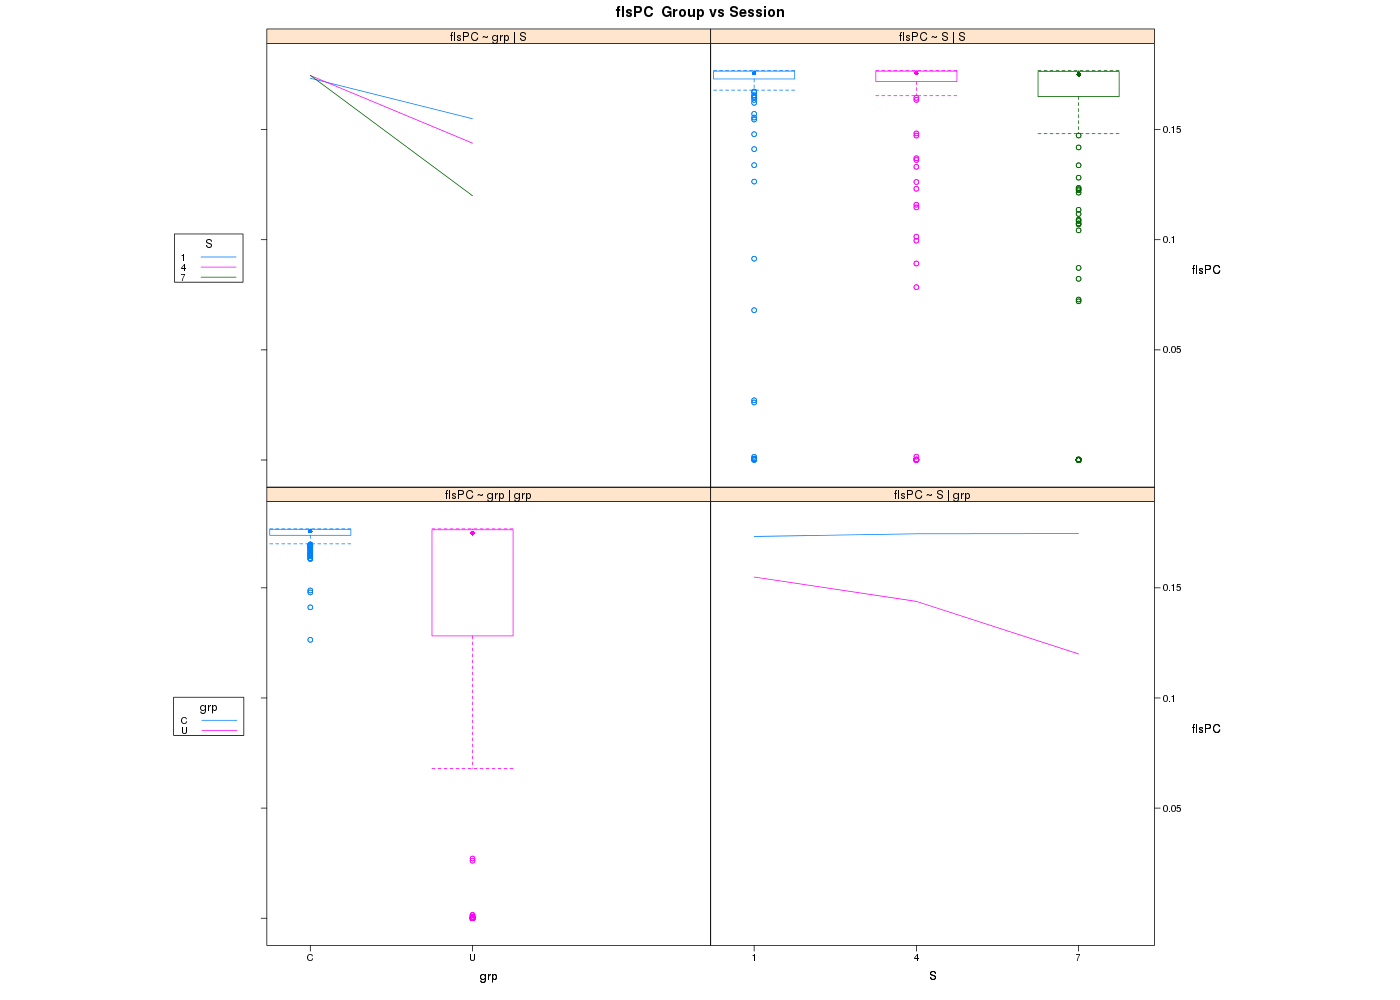 flsPC  Group vs Session
flsPC ~ grp | S
flsPC ~ S | S
0.15
0.1
0.05
flsPC
S
1
4
7
flsPC ~ grp | grp
flsPC ~ S | grp
0.15
0.1
0.05
flsPC
grp
C
U
C
U
grp
1
4
7
S